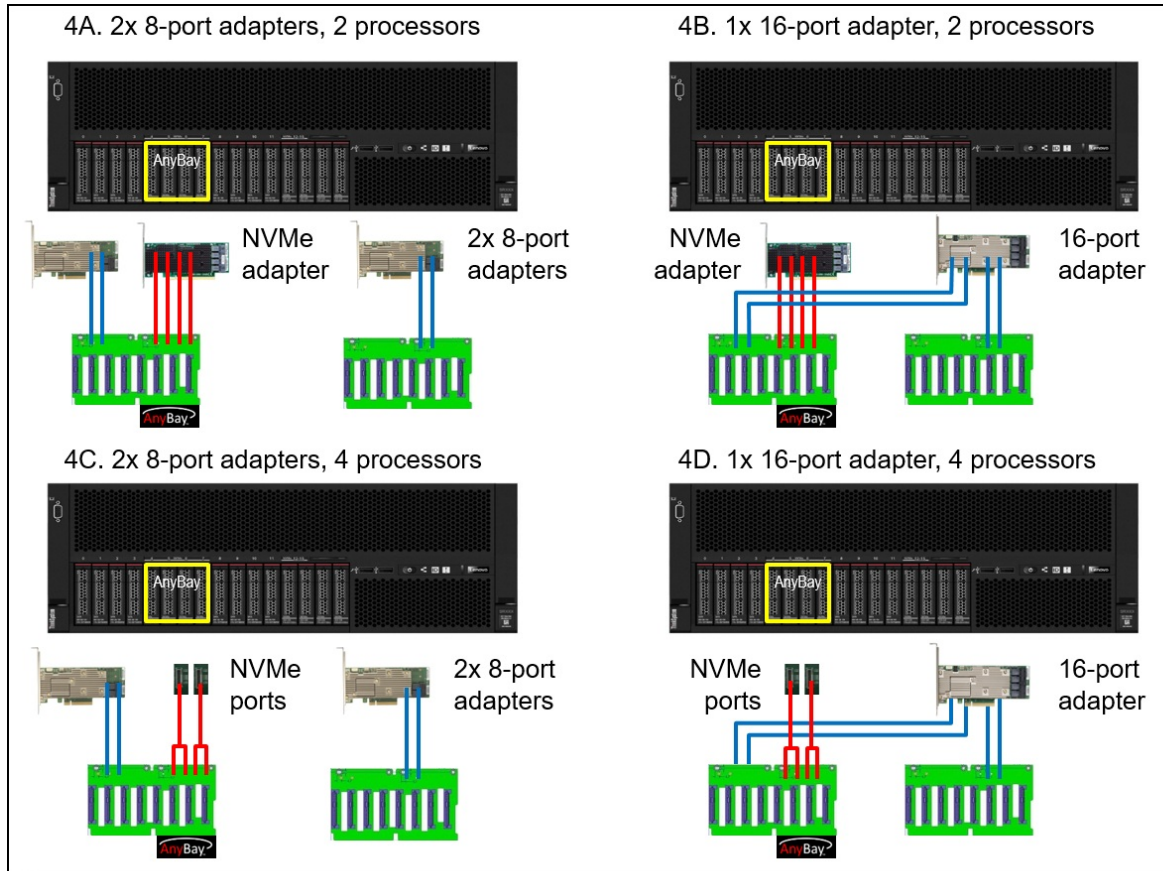 4A. 2x 8-port adapters, 2 processors
AnyBay
NVMe
adapter
2x 8-port
adapters
AnyBay
4B. 1x 16-port adapter, 2 processors
AnyBay
NVMe
adapter
16-port
adapter
AnyBay
4C. 2x 8-port adapters, 4 processors
AnyBay
NVMe
ports
2x 8-port
adapters
AnyBay
4D. 1x 16-port adapter, 4 processors
AnyBay
NVMe
ports
16-port
adapter
AnyBay